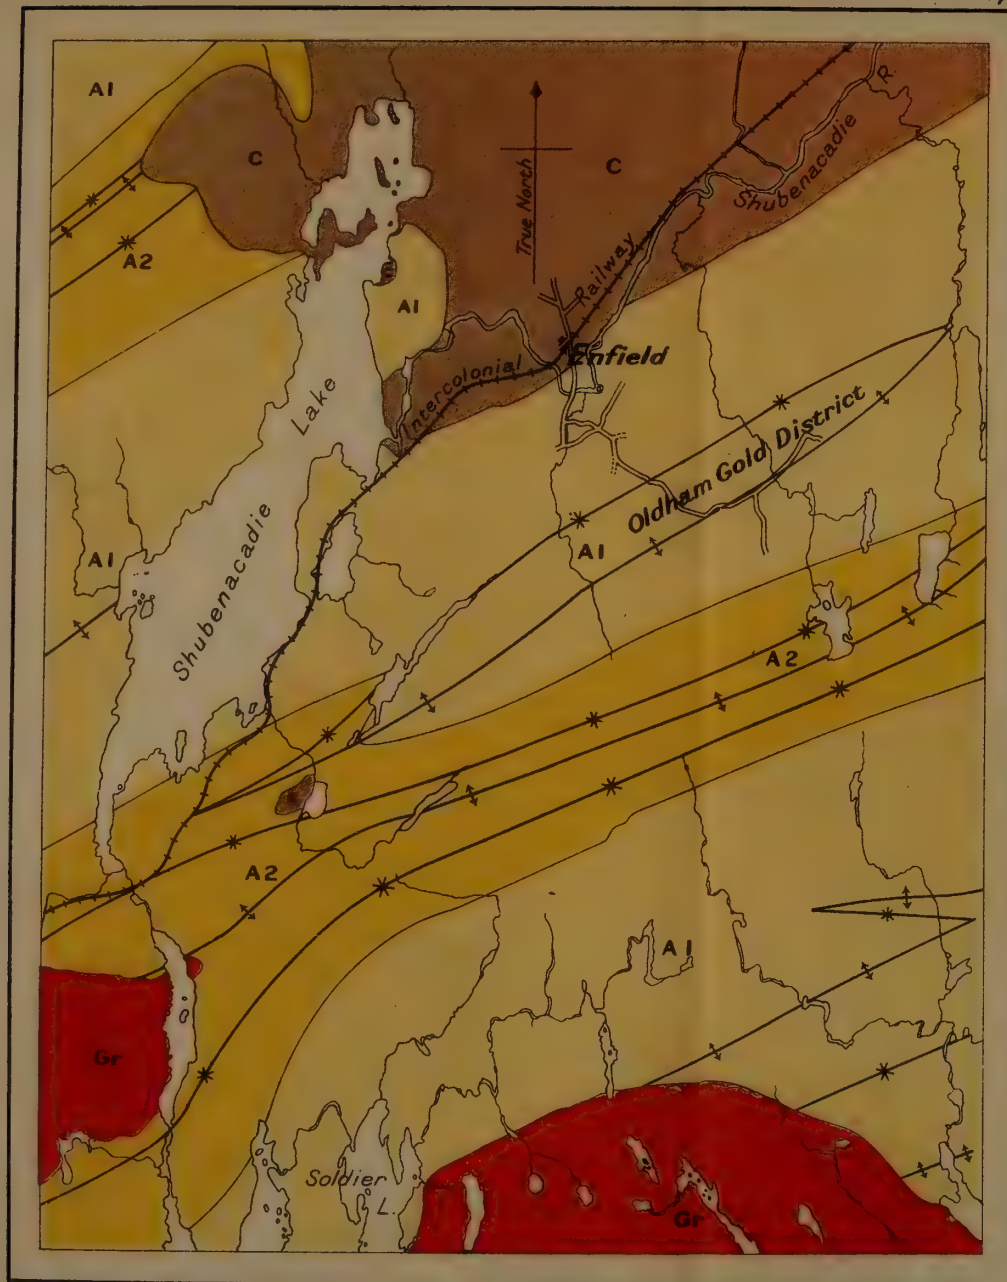 A1
C
C
R.
Shubenacadie
True North
A2
A1
Railway
Enfield
Intercolonial
Lake
Oldham Gold District
A1
A1
Shubenacadie
A2
A2
A1
Gr
Soldier
L.
Gr